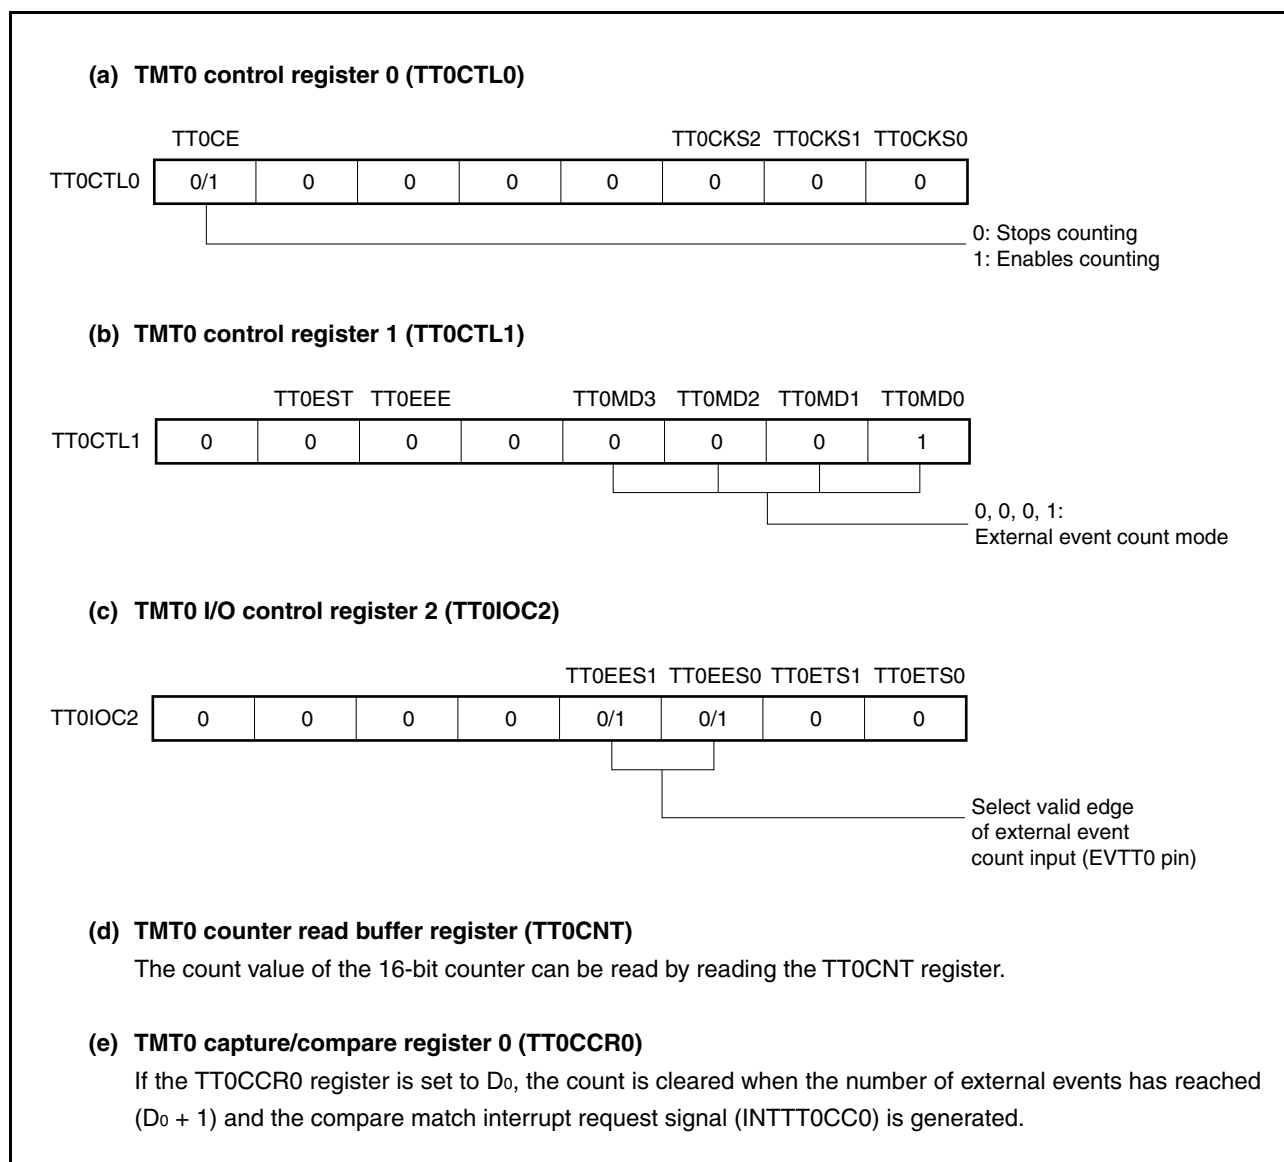 (a) TMT0 control register 0 (TT0CTL0)
TT0CE TT0CKS2 TT0CKS1 TT0CKS0
TT0CTL0 0/1 0 0 0 0 0 0 0
0: Stops counting
1: Enables counting
(b) TMT0 control register 1 (TT0CTL1)
TT0EST TT0EEE TT0MD3 TT0MD2 TT0MD1 TT0MD0
TT0CTL1 0 0 0 0 0 0 0 1
0, 0, 0, 1:
External event count mode
(c) TMT0 I/O control register 2 (TT0IOC2)
TT0EES1 TT0EES0 TT0ETS1 TT0ETS0
TT0IOC2 0 0 0 0 0/1 0/1 0 0
Select valid edge
of external event
count input (EVTT0 pin)
(d) TMT0 counter read buffer register (TT0CNT)
The count value of the 16-bit counter can be read by reading the TT0CNT register.
(e) TMT0 capture/compare register 0 (TT0CCR0)
If the TT0CCR0 register is set to D0, the count is cleared when the number of external events has reached
(D0 + 1) and the compare match interrupt request signal (INTTT0CC0) is generated.